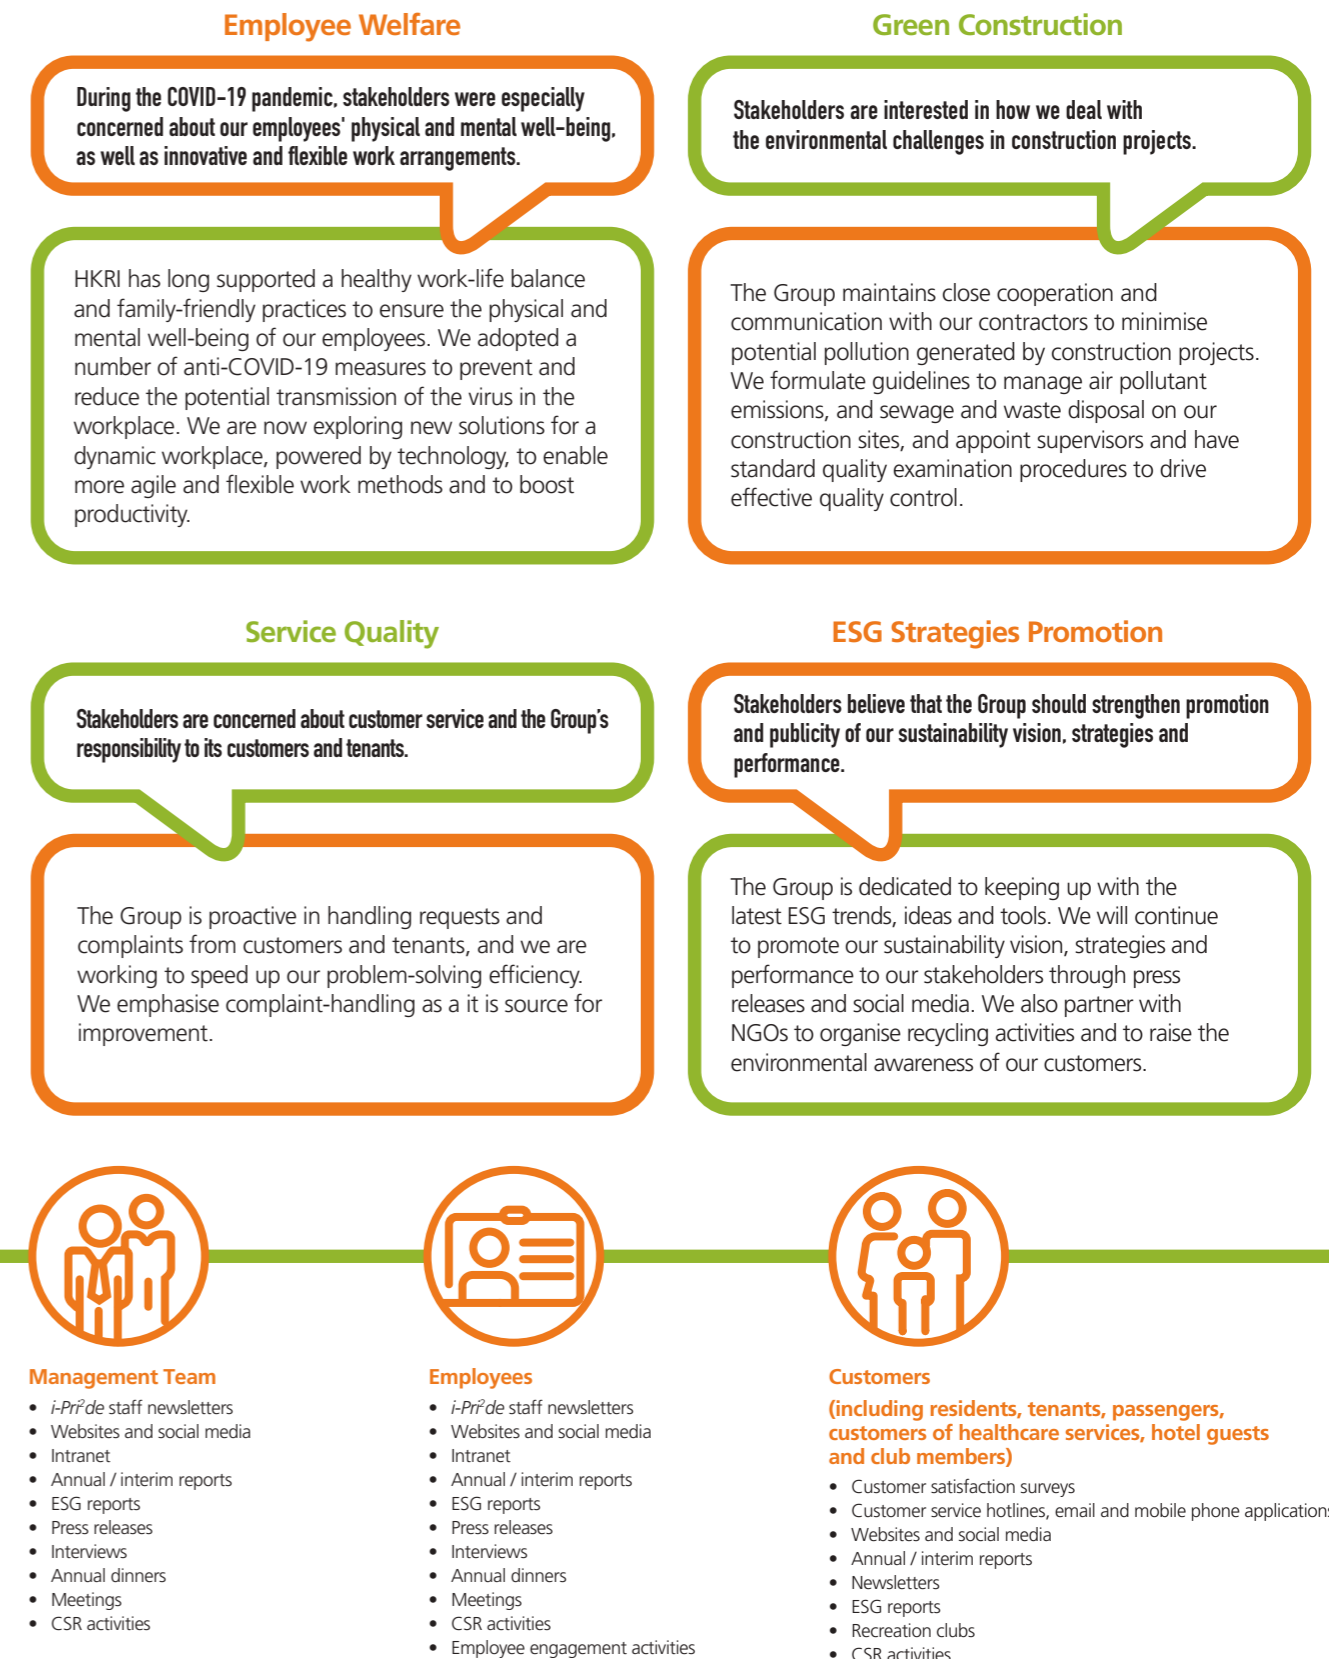 Employee Welfare
During the COVID-19 pandemic, stakeholders were especially
concerned about our employees' physical and mental well-being,
as well as innovative and flexible work arrangements.
HKRI has long supported a healthy work-life balance
and family-friendly practices to ensure the physical and
mental well-being of our employees. We adopted a
number of anti-COVID-19 measures to prevent and
reduce the potential transmission of the virus in the
workplace. We are now exploring new solutions for a
dynamic workplace, powered by technology, to enable
more agile and flexible work methods and to boost
productivity.
Green Construction
Stakeholders are interested in how we deal with
the environmental challenges in construction projects.
The Group maintains close cooperation and
communication with our contractors to minimise
potential pollution generated by construction projects.
We formulate guidelines to manage air pollutant
emissions, and sewage and waste disposal on our
construction sites, and appoint supervisors and have
standard quality examination procedures to drive
effective quality control.
Service Quality
Stakeholders are concerned about customer service and the Group's
responsibility to its customers and tenants.
The Group is proactive in handling requests and
complaints from customers and tenants, and we are
working to speed up our problem-solving efficiency.
We emphasise complaint-handling as a it is source for
improvement.
ESG Strategies Promotion
Stakeholders believe that the Group should strengthen promotion
and publicity of our sustainability vision, strategies and
performance.
The Group is dedicated to keeping up with the
latest ESG trends, ideas and tools. We will continue
to promote our sustainability vision, strategies and
performance to our stakeholders through press
releases and social media. We also partner with
NGOs to organise recycling activities and to raise the
environmental awareness of our customers.
Management Team
• i-Pri²de staff newsletters
• Websites and social media
• Intranet
• Annual / interim reports
• ESG reports
• Press releases
• Interviews
• Annual dinners
• Meetings
• CSR activities
Employees
• i-Pri²de staff newsletters
• Websites and social media
• Intranet
• Annual / interim reports
• ESG reports
• Press releases
• Interviews
• Annual dinners
• Meetings
• CSR activities
• Employee engagement activities
Customers
(including residents, tenants, passengers,
customers of healthcare services, hotel guests
and club members)
• Customer satisfaction surveys
• Customer service hotlines, email and mobile phone applications
• Websites and social media
• Annual / interim reports
• Newsletters
• ESG reports
• Recreation clubs
• CSR activities